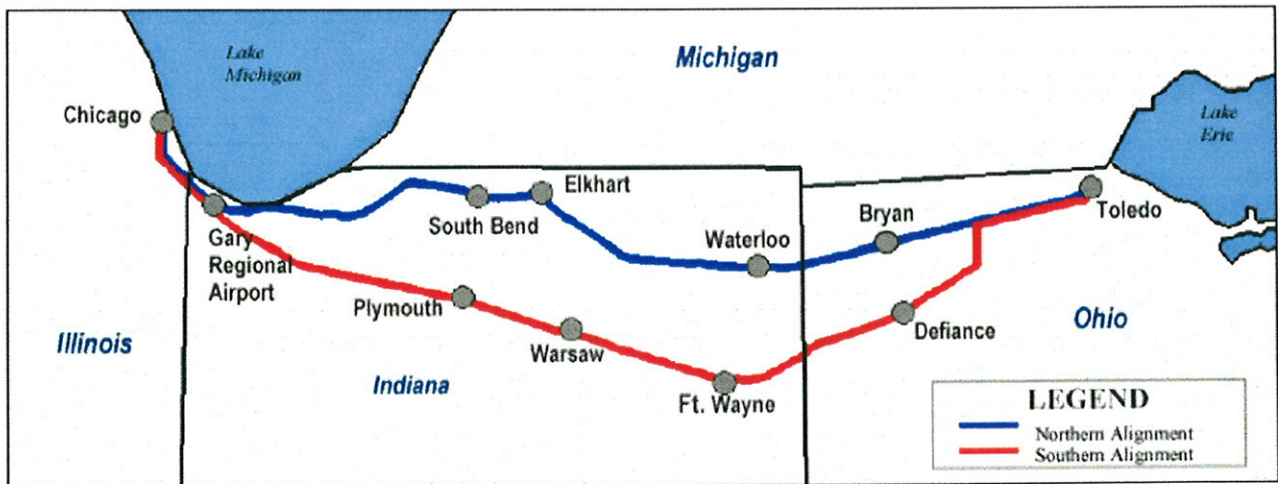 Lake
Michigan
Michigan
Chicago
Lake
Erie
Elkhart
South Bend
Toledo
Bryan
Waterloo
Gary
Regional
Airport
Plymouth
Defiance
Ohio
Illinois
Warsaw
Indiana
Ft. Wayne
LEGEND
Northern Alignment
Southern Alignment